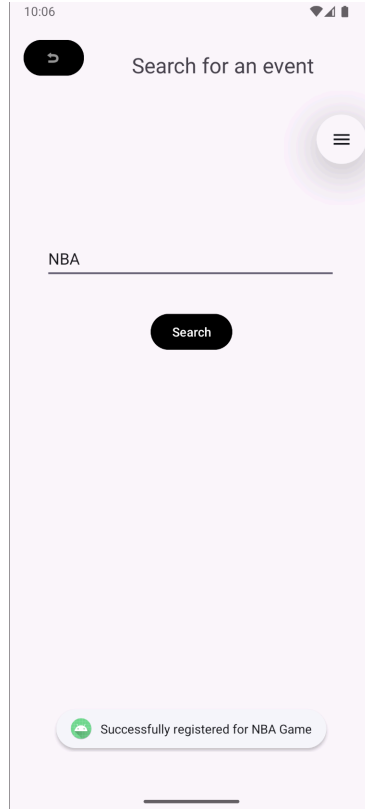 10:06
Search for an event
NBA
Search
Successfully registered for NBA Game